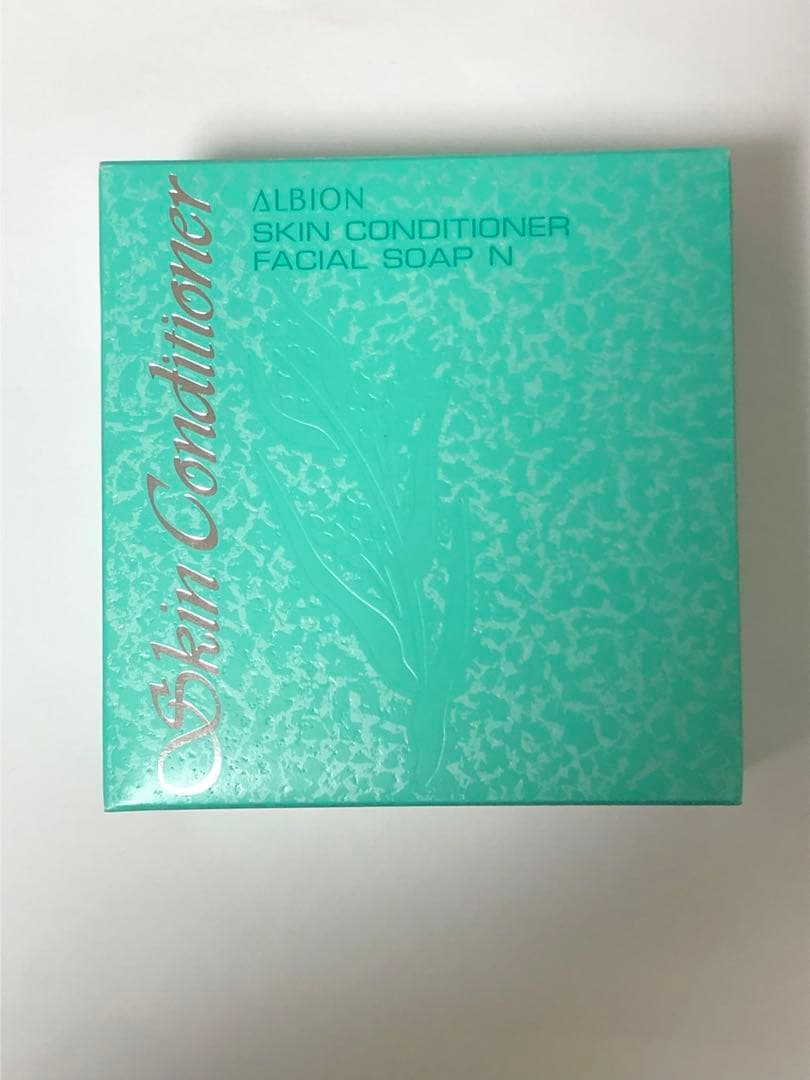 Skin Conditioner
ALBION
SKIN CONDITIONER
FACIAL SOAP N